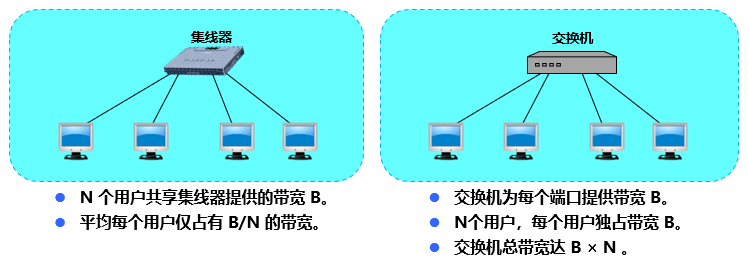 集线器
N 个用户共享集线器提供的带宽 B。
平均每个用户仅占有 B/N 的带宽。
交换机
交换机为每个端口提供带宽 B。
N个用户，每个用户独占带宽 B。
交换机总带宽达 B × N 。